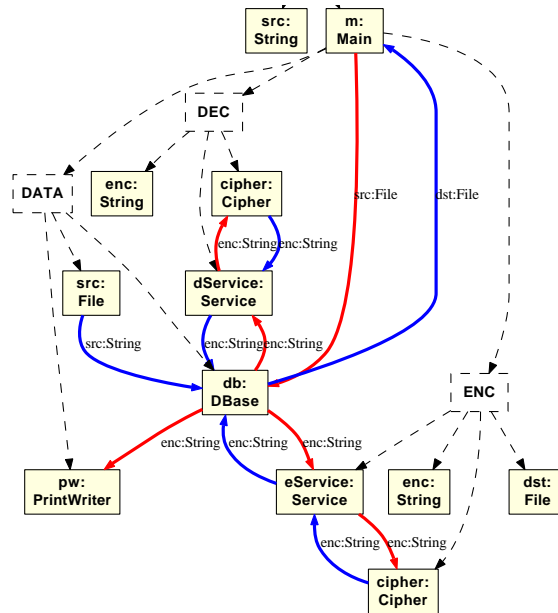 src:
String
m:
Main
DEC
DATA
enc:
String
cipher:
Cipher
src:File
dst:File
enc:String
enc:String
src:
File
dService:
Service
src:String
enc:String
enc:String
db:
DBase
ENC
enc:String
enc:String
enc:String
pw:
PrintWriter
eService:
Service
enc:
String
dst:
File
enc:String
enc:String
cipher:
Cipher